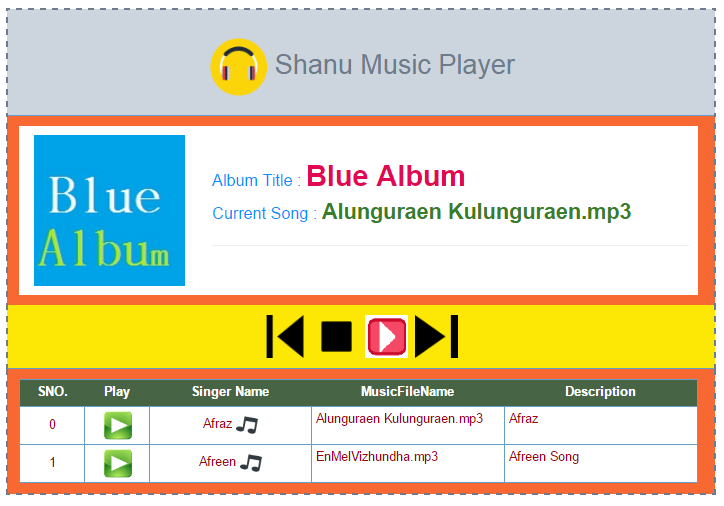 Shanu Music Player
Blue
Album
Album Title : Blue Album
Current Song : Alunguraen Kulunguraen.mp3
SNO. Play Singer Name MusicFileName Description
0 Afraz Alunguraen Kulunguraen.mp3 Afraz
1 Afreen EnMelVizhundha.mp3 Afreen Song